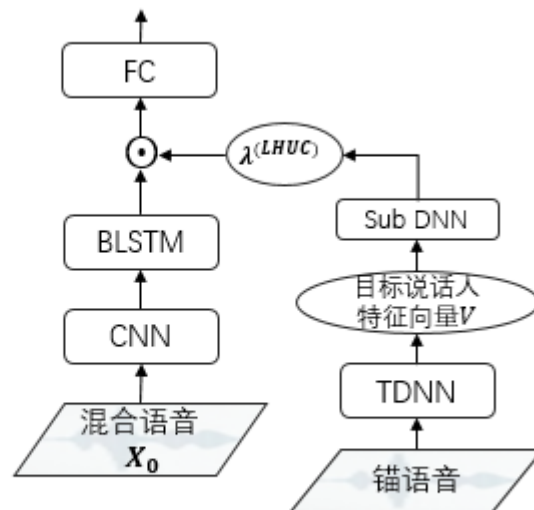 FC
λ(LHUC)
Sub DNN
BLSTM
目标说话人
特征向量V
CNN
TDNN
混合语音
X₀
锚语音